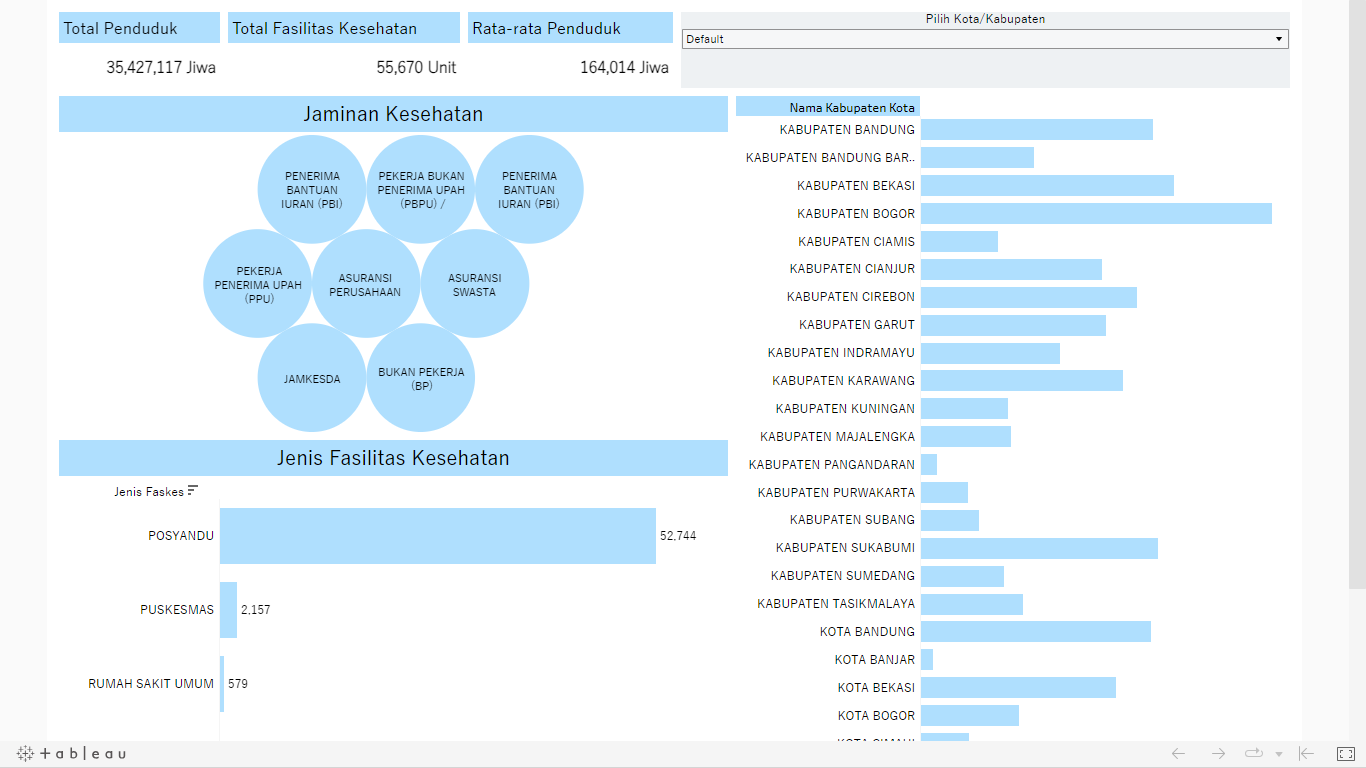 Total Penduduk
35,427,117 Jiwa
Total Fasilitas Kesehatan
55,670 Unit
Rata-rata Penduduk
164,014 Jiwa
Pilih Kota/Kabupaten
Default
Jaminan Kesehatan
PENERIMA
BANTUAN
IURAN (PBI)
PEKERJA BUKAN
PENERIMA UPAH
(PBPU) /
PENERIMA
BANTUAN
IURAN (PBI)
PEKERJA
PENERIMA UPAH
(PPU)
ASURANSI
PERUSAHAAN
ASURANSI
SWASTA
JAMKESDA
BUKAN PEKERJA
(BP)
Jenis Fasilitas Kesehatan
Jenis Faskes
POSYANDU 52,744
PUSKESMAS 2,157
RUMAH SAKIT UMUM 579
Nama Kabupaten Kota
KABUPATEN BANDUNG
KABUPATEN BANDUNG BAR..
KABUPATEN BEKASI
KABUPATEN BOGOR
KABUPATEN CIAMIS
KABUPATEN CIANJUR
KABUPATEN CIREBON
KABUPATEN GARUT
KABUPATEN INDRAMAYU
KABUPATEN KARAWANG
KABUPATEN KUNINGAN
KABUPATEN MAJALENGKA
KABUPATEN PANGANDARAN
KABUPATEN PURWAKARTA
KABUPATEN SUBANG
KABUPATEN SUKABUMI
KABUPATEN SUMEDANG
KABUPATEN TASIKMALAYA
KOTA BANDUNG
KOTA BANJAR
KOTA BEKASI
KOTA BOGOR
KOTA CIMAHI
+ableau